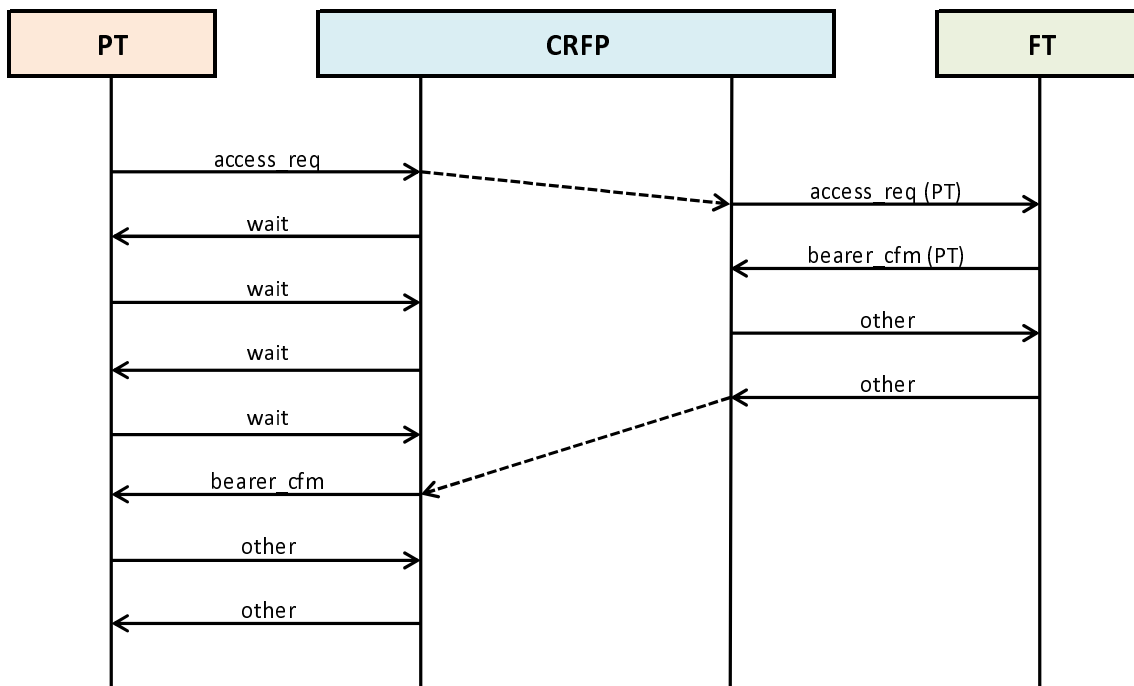 PT
CRFP
FT
access_req
access_req (PT)
wait
bearer_cfm (PT)
wait
other
wait
other
wait
bearer_cfm
other
other